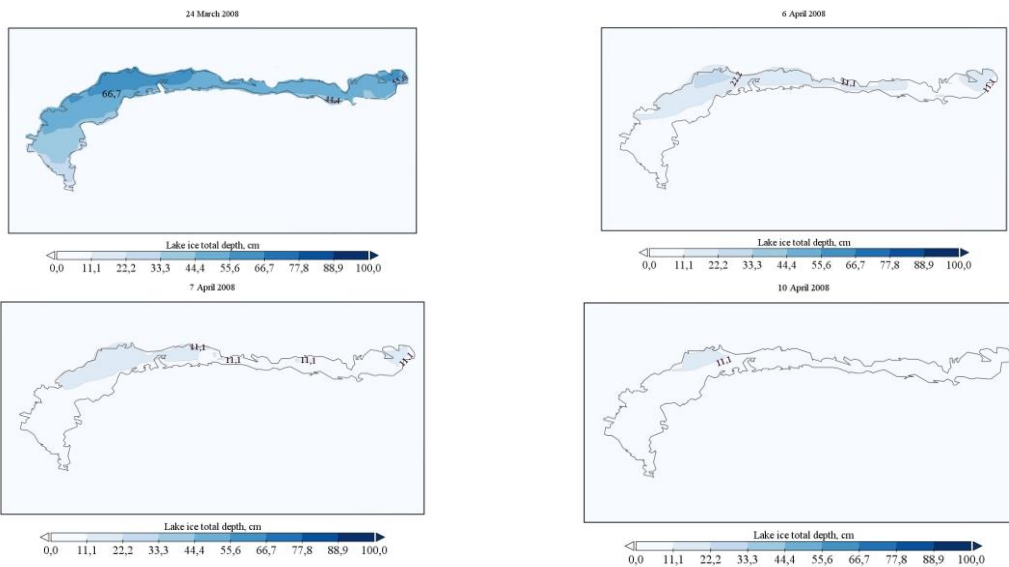 24 March 2008
66,7
44,4
55,6
Lake ice total depth, cm
0,0 11,1 22,2 33,3 44,4 55,6 66,7 77,8 88,9 100,0
6 April 2008
22,2
11,1
11,1
Lake ice total depth, cm
0,0 11,1 22,2 33,3 44,4 55,6 66,7 77,8 88,9 100,0
7 April 2008
11,1
11,1
11,1
11,1
Lake ice total depth, cm
0,0 11,1 22,2 33,3 44,4 55,6 66,7 77,8 88,9 100,0
10 April 2008
11,1
Lake ice total depth, cm
0,0 11,1 22,2 33,3 44,4 55,6 66,7 77,8 88,9 100,0